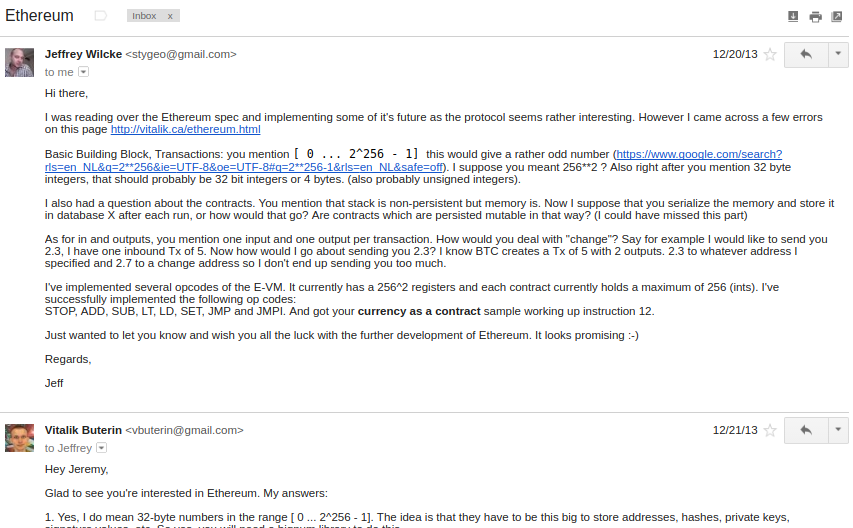 Ethereum
Inbox x
Jeffrey Wilcke <stygeo@gmail.com>
12/20/13
to me
Hi there,
I was reading over the Ethereum spec and implementing some of it's future as the protocol seems rather interesting. However I came across a few errors
on this page http://vitalik.ca/ethereum.html
Basic Building Block, Transactions: you mention [ 0 ... 2^256 - 1] this would give a rather odd number (https://www.google.com/search?
rls=en_NL&q=2**256&ie=UTF-8&oe=UTF-8#q=2**256-1&rls=en_NL&safe=off). I suppose you meant 256**2 ? Also right after you mention 32 byte
integers, that should probably be 32 bit integers or 4 bytes. (also probably unsigned integers).
I also had a question about the contracts. You mention that stack is non-persistent but memory is. Now I suppose that you serialize the memory and store it
in database X after each run, or how would that go? Are contracts which are persisted mutable in that way? (I could have missed this part)
As for in and outputs, you mention one input and one output per transaction. How would you deal with "change"? Say for example I would like to send you
2.3, I have one inbound Tx of 5. Now how would I go about sending you 2.3? I know BTC creates a Tx of 5 with 2 outputs. 2.3 to whatever address I
specified and 2.7 to a change address so I don't end up sending you too much.
I've implemented several opcodes of the E-VM. It currently has a 256^2 registers and each contract currently holds a maximum of 256 (ints). I've
successfully implemented the following op codes:
STOP, ADD, SUB, LT, LD, SET, JMP and JMPI. And got your currency as a contract sample working up instruction 12.
Just wanted to let you know and wish you all the luck with the further development of Ethereum. It looks promising :-)
Regards,
Jeff
Vitalik Buterin <vbuterin@gmail.com>
12/21/13
to Jeffrey
Hey Jeremy,
Glad to see you're interested in Ethereum. My answers:
1. Yes, I do mean 32-byte numbers in the range [ 0 ... 2^256 - 1]. The idea is that they have to be this big to store addresses, hashes, private keys,